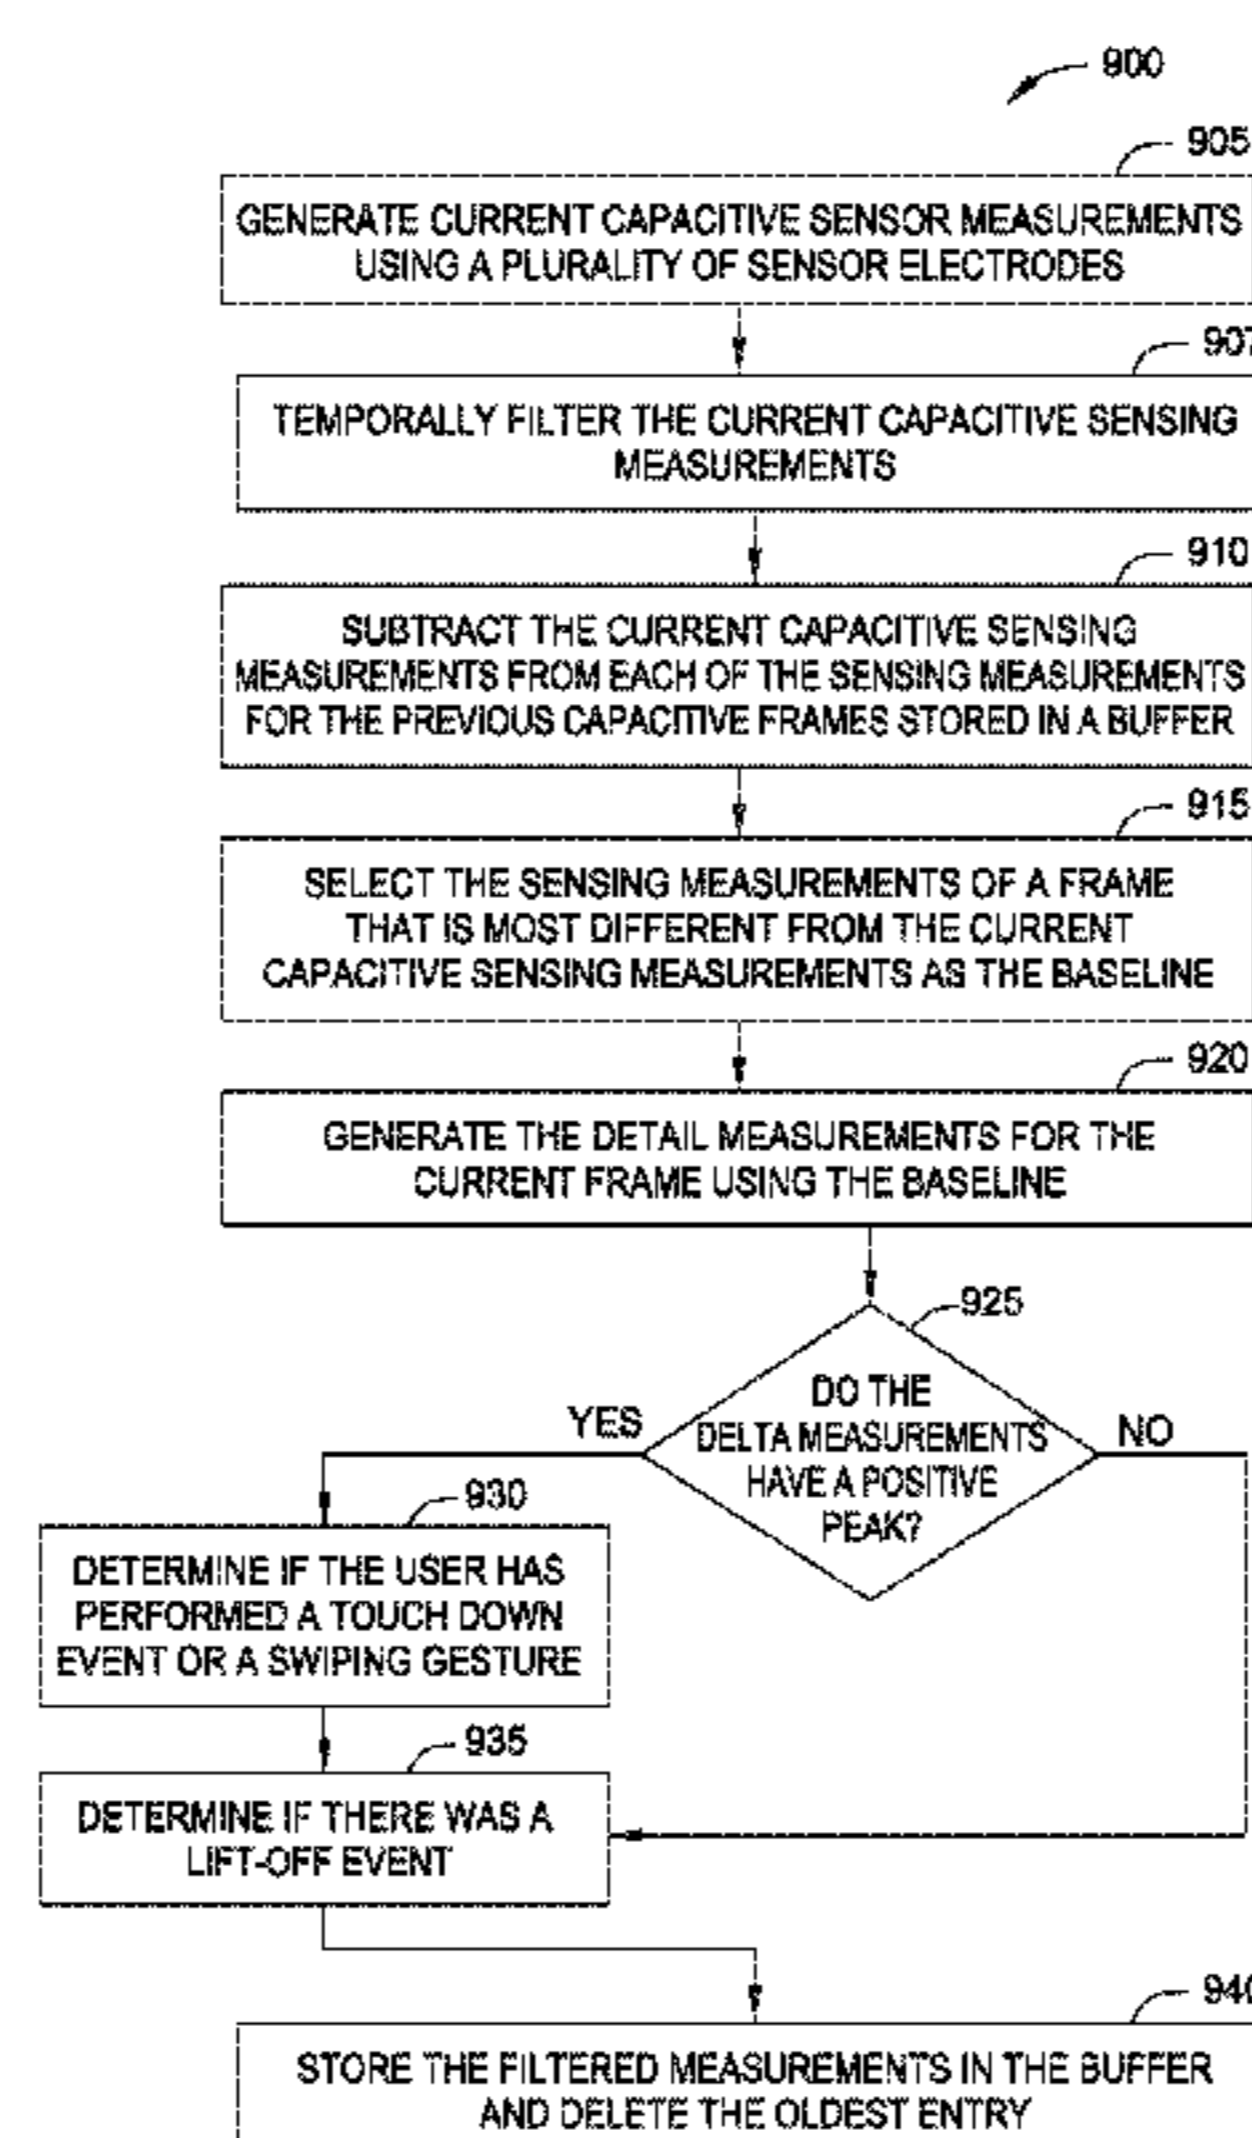 900
905
GENERATE CURRENT CAPACITIVE SENSOR MEASUREMENTS
USING A PLURALITY OF SENSOR ELECTRODES
907
TEMPORALLY FILTER THE CURRENT CAPACITIVE SENSING
MEASUREMENTS
910
SUBTRACT THE CURRENT CAPACITIVE SENSING
MEASUREMENTS FROM EACH OF THE SENSING MEASUREMENTS
FOR THE PREVIOUS CAPACITIVE FRAMES STORED IN A BUFFER
915
SELECT THE SENSING MEASUREMENTS OF A FRAME
THAT IS MOST DIFFERENT FROM THE CURRENT
CAPACITIVE SENSING MEASUREMENTS AS THE BASELINE
920
GENERATE THE DETAIL MEASUREMENTS FOR THE
CURRENT FRAME USING THE BASELINE
925
DO THE
DELTA MEASUREMENTS
HAVE A POSITIVE
PEAK?
YES
NO
930
DETERMINE IF THE USER HAS
PERFORMED A TOUCH DOWN
EVENT OR A SWIPING GESTURE
935
DETERMINE IF THERE WAS A
LIFT-OFF EVENT
940
STORE THE FILTERED MEASUREMENTS IN THE BUFFER
AND DELETE THE OLDEST ENTRY